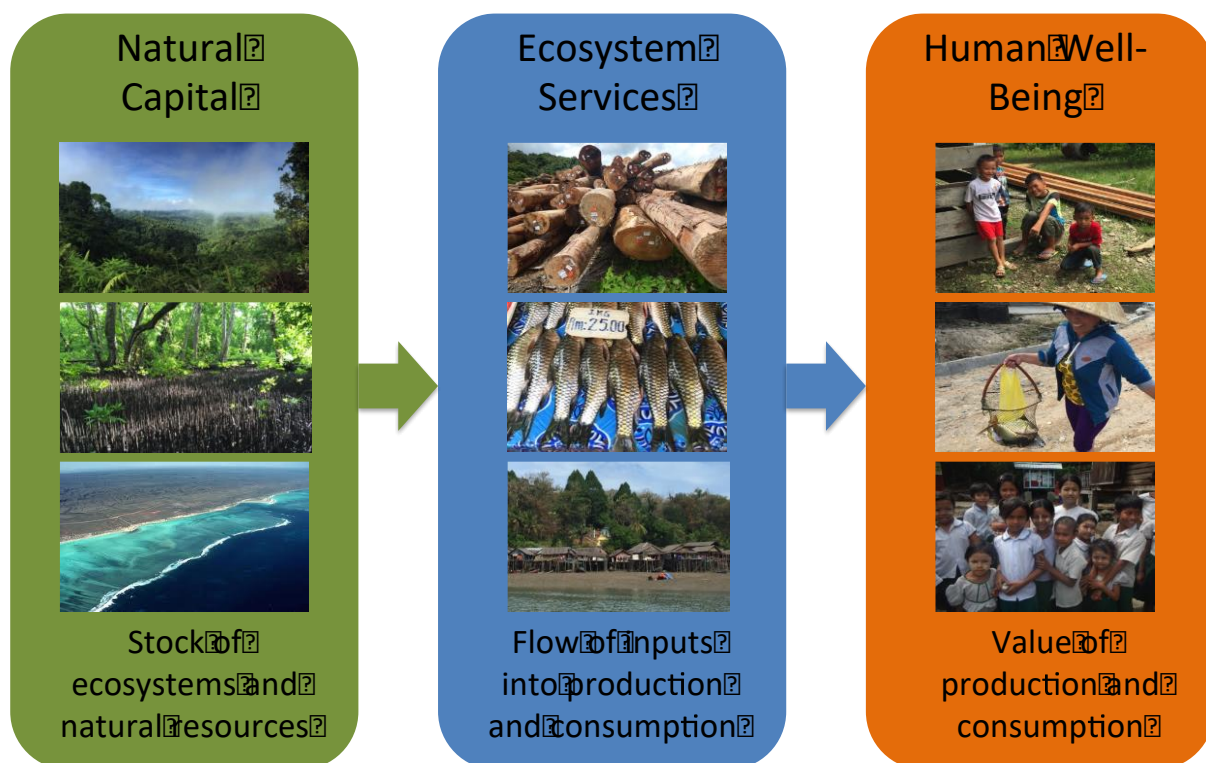 Natural
Capital
Ecosystem
Services
Human Well-
Being
1KG
Rm:25.00
Stock of
ecosystems and
natural resources
Flow of inputs
into production
and consumption
Value of
production and
consumption